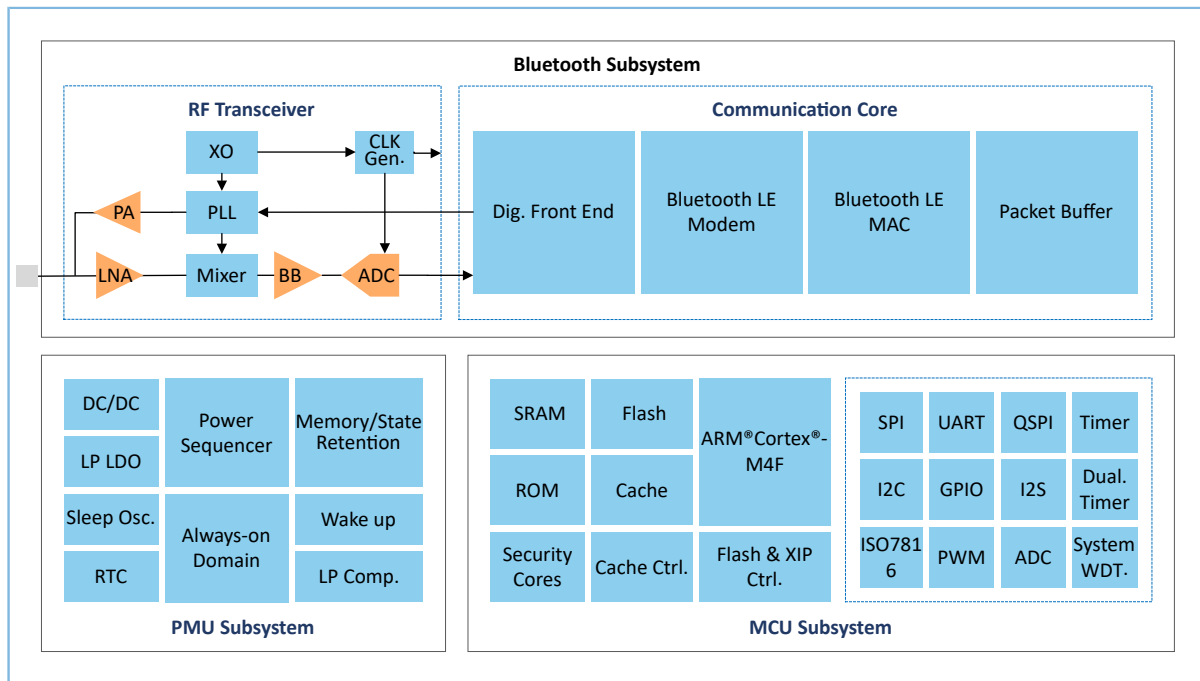 Bluetooth Subsystem
RF Transceiver
XO
CLK
Gen.
PA
PLL
LNA
Mixer
BB
ADC
Communication Core
Dig. Front End
Bluetooth LE
Modem
Bluetooth LE
MAC
Packet Buffer
DC/DC
LP LDO
Sleep Osc.
RTC
Power
Sequencer
Always-on
Domain
Memory/State
Retention
Wake up
LP Comp.
PMU Subsystem
SRAM
Flash
ARM®Cortex®-
M4F
ROM
Cache
Security
Cores
Cache Ctrl.
Flash & XIP
Ctrl.
SPI
UART
QSPI
Timer
I2C
GPIO
I2S
Dual.
Timer
ISO781
6
PWM
ADC
System
WDT.
MCU Subsystem